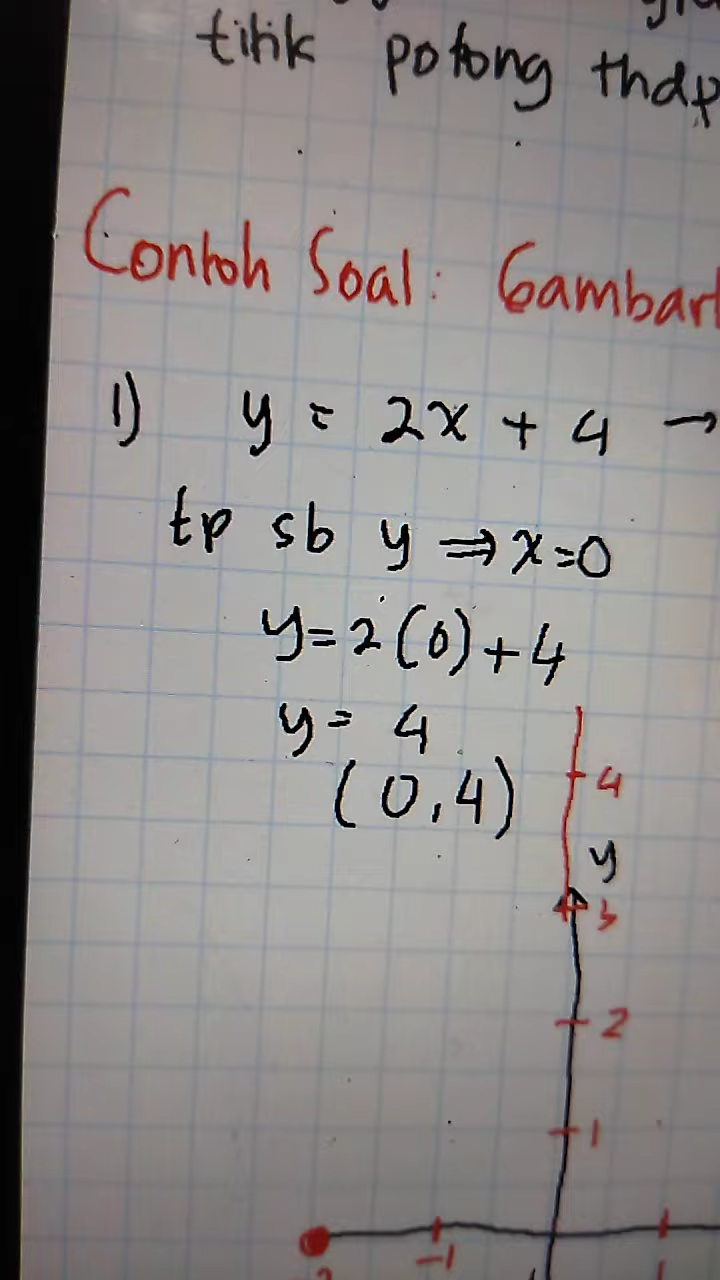 titik potong thdp
Contoh Soal: Gambar
1) y = 2x + 4 →
tp sb y ⇒ x=0
y=2(0)+4
y= 4
(0,4)
4
y
3
2
1
-1